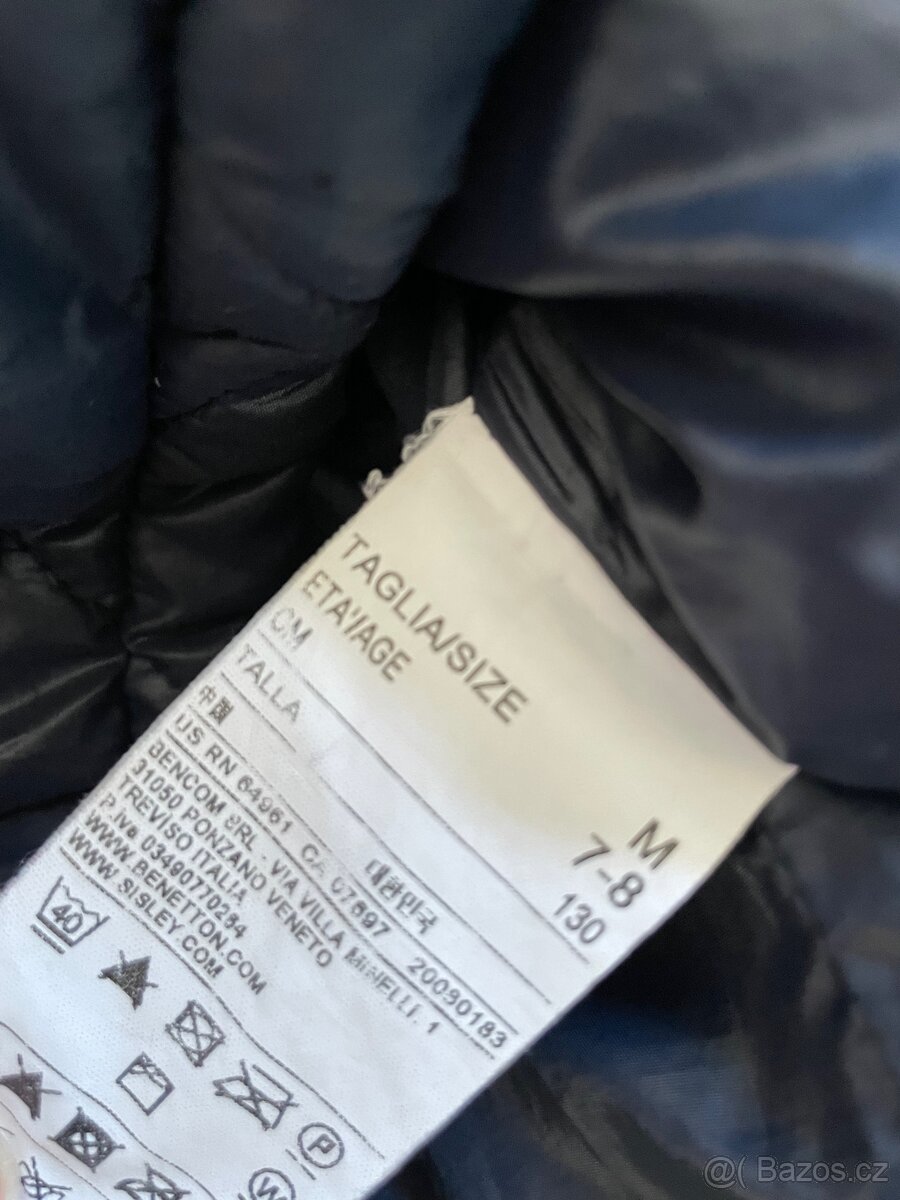 TAGLIA/SIZE M
ETA'/AGE 7-8
CM 130
TALLA
中國 대한민국
US RN 64961 CA 07897 20090183
BENCOM SRL - VIA VILLA MINELLI, 1
31050 PONZANO VENETO
TREVISO ITALIA
P.iva 03490770264
WWW.BENETTON.COM
WWW.SISLEY.COM
40
P
W
@( Bazos.cz